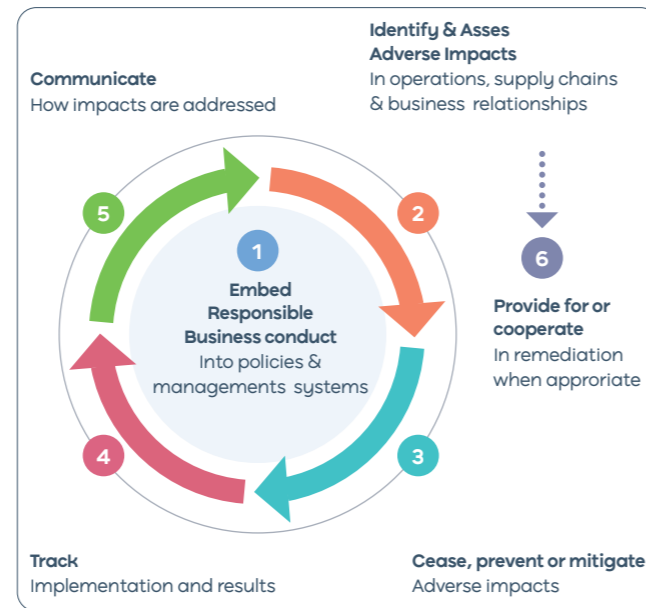 Identify & Asses
Adverse Impacts
In operations, supply chains
& business relationships
Communicate
How impacts are addressed
5
2
1
Embed
Responsible
Business conduct
Into policies &
managements systems
6
Provide for or
cooperate
In remediation
when approriate
4
3
Track
Implementation and results
Cease, prevent or mitigate
Adverse impacts